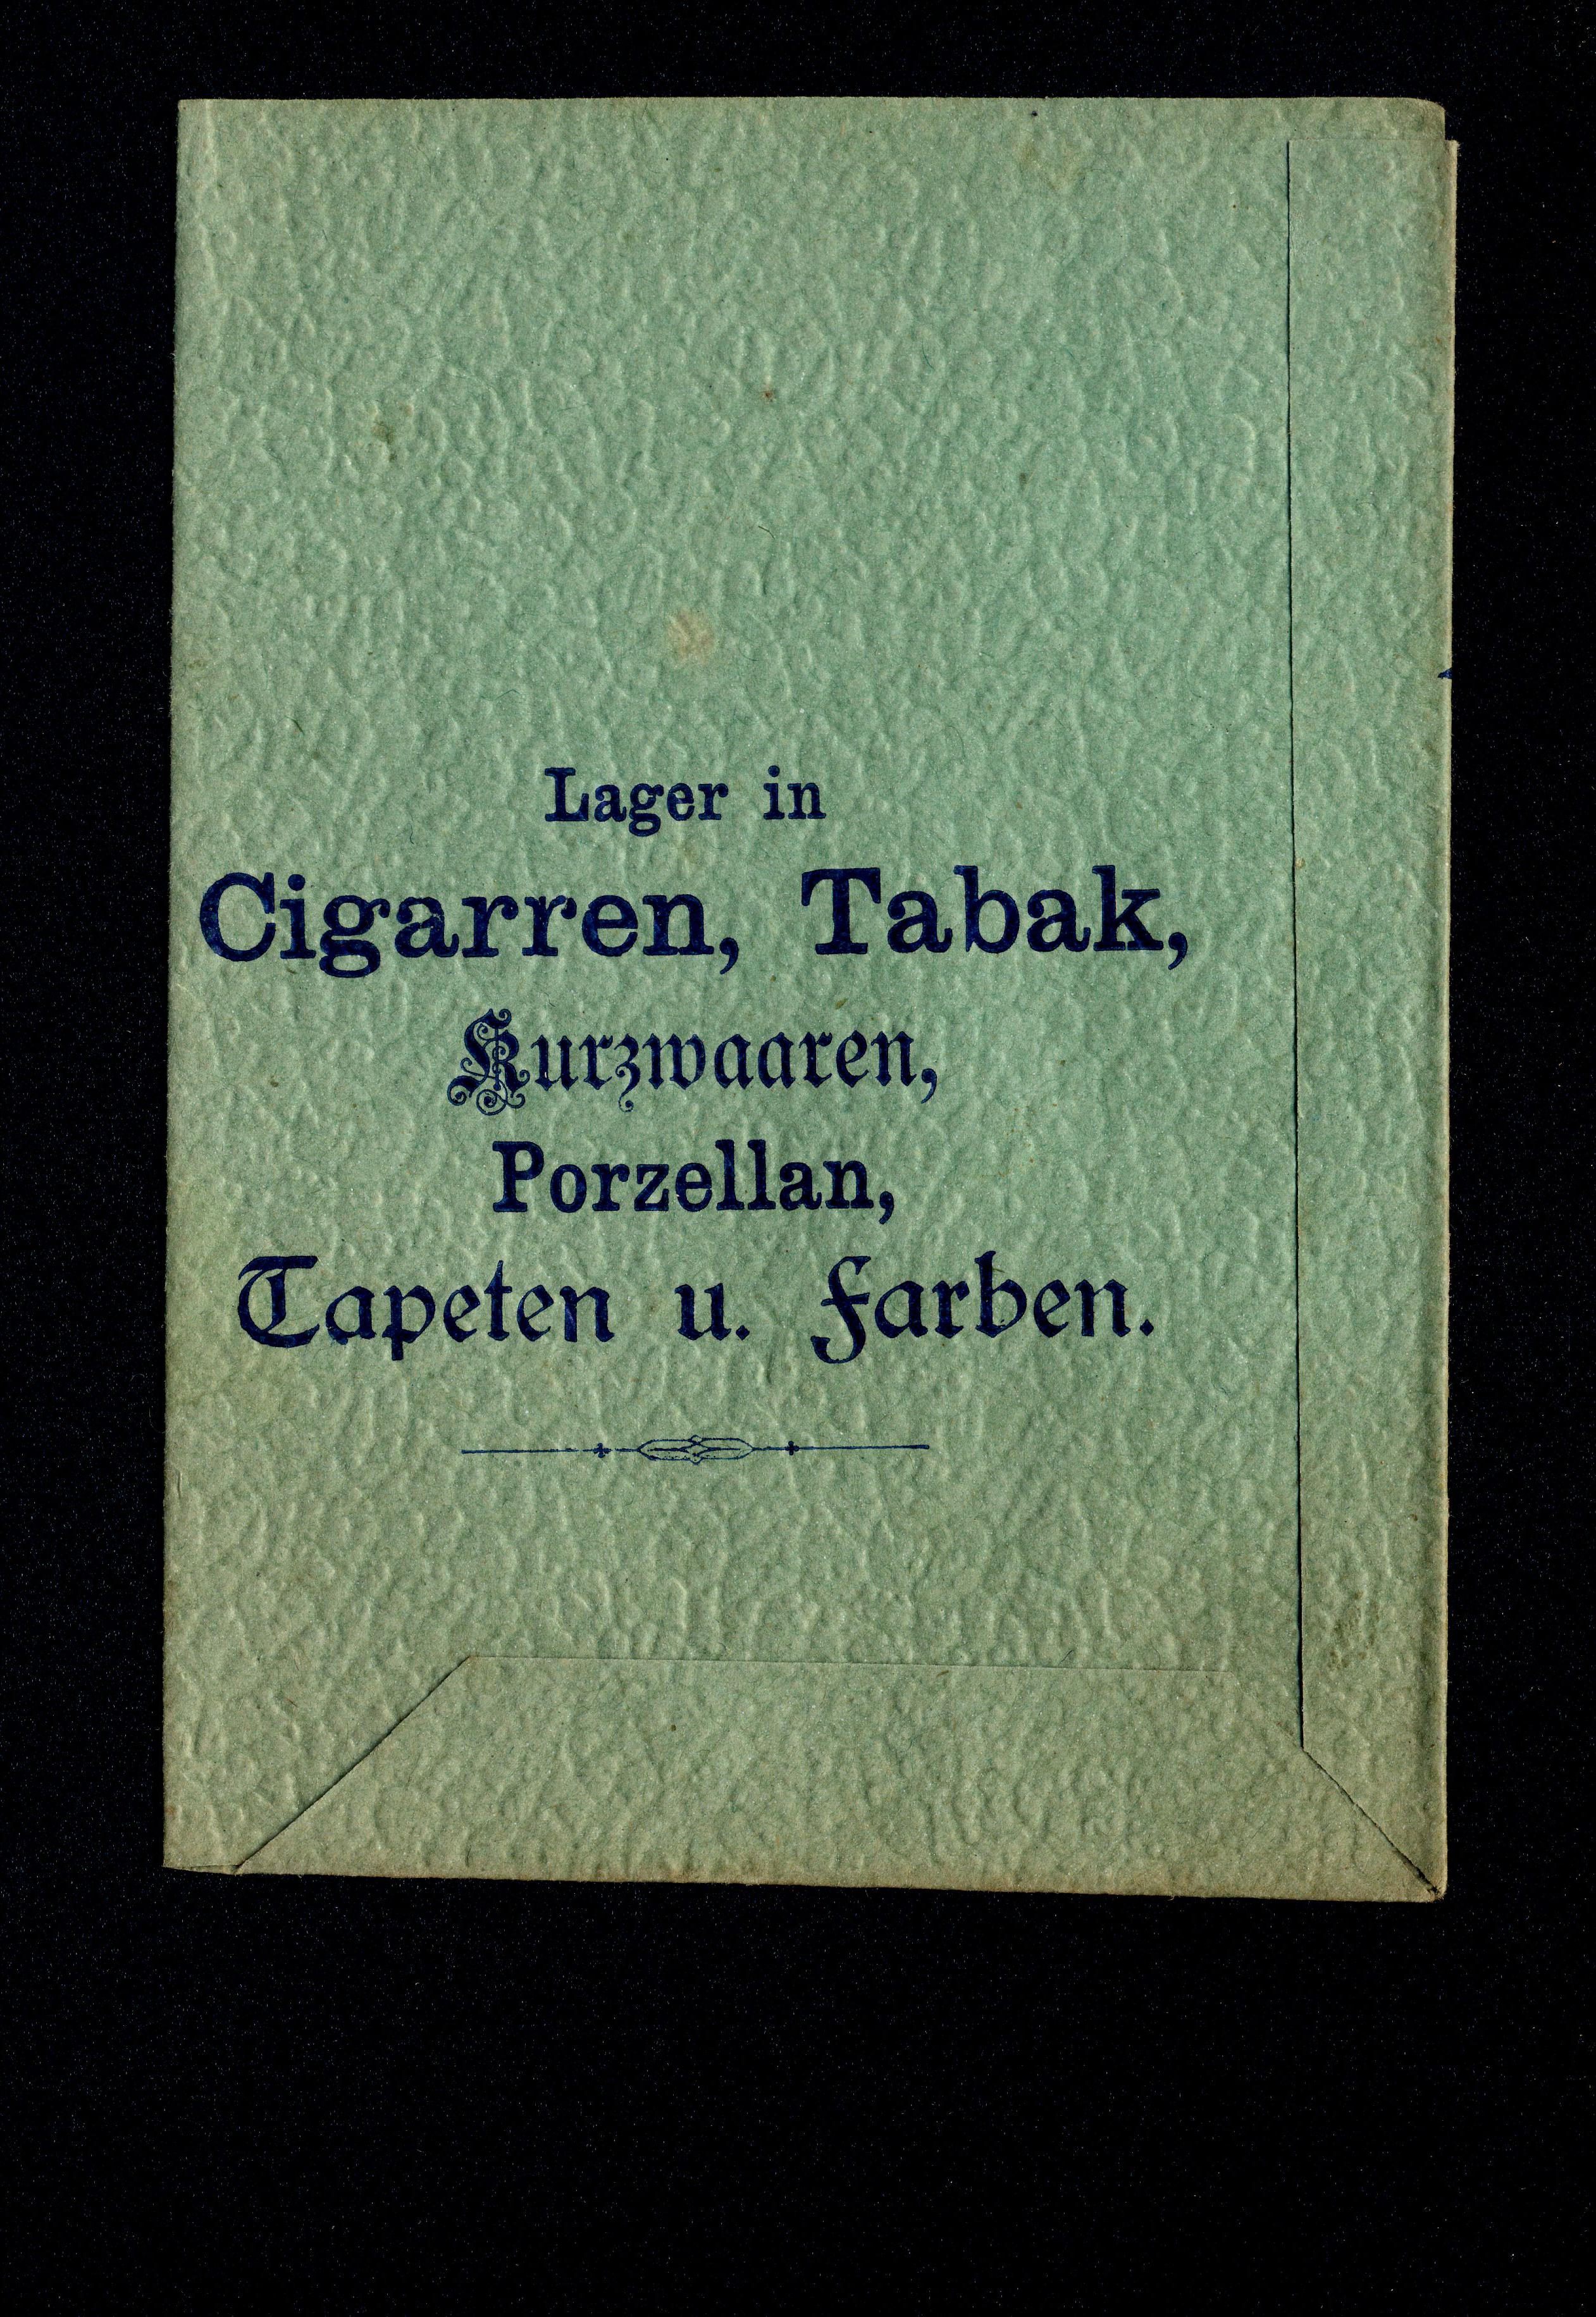 Lager in
Cigarren, Tabak,
Kurzwaaren,
Porzellan,
Tapeten u. Farben.